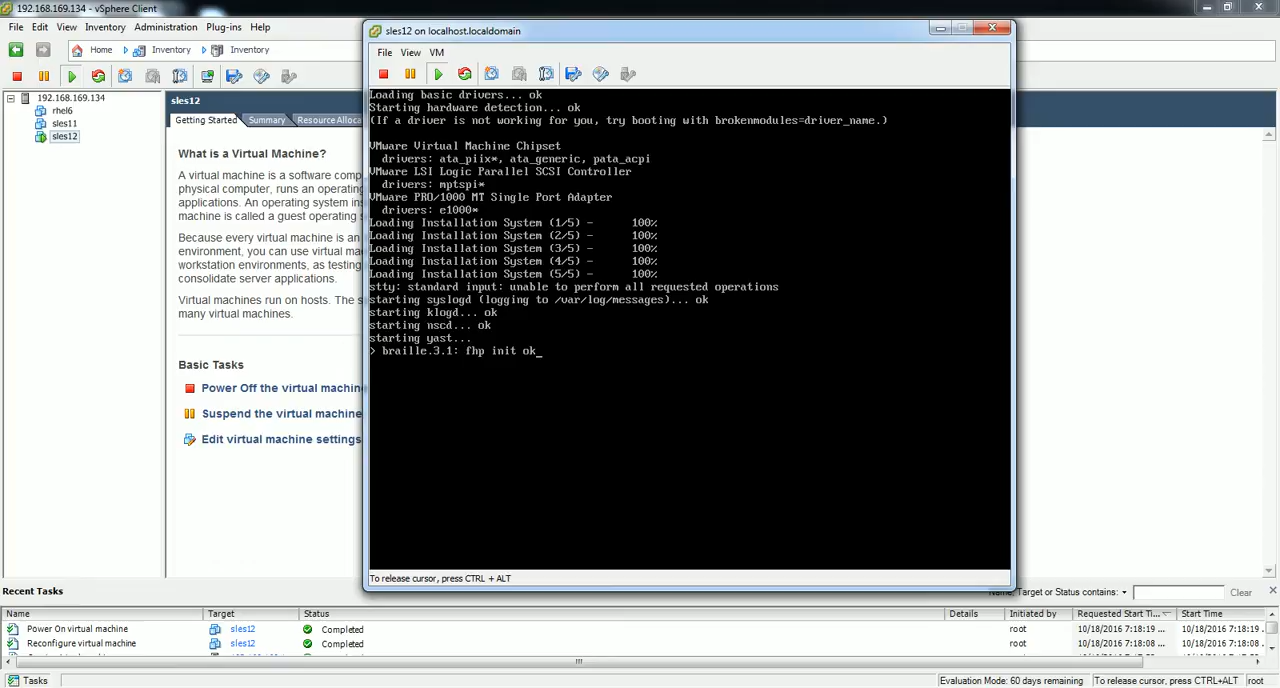 192.168.169.134 - vSphere Client
File Edit View Inventory Administration Plug-ins Help
Home Inventory Inventory
192.168.169.134
rhel6
sles11
sles12
sles12
Getting Started Summary Resource Alloca
What is a Virtual Machine?
A virtual machine is a software compu
physical computer, runs an operating
applications. An operating system ins
machine is called a guest operating s
Because every virtual machine is an
environment, you can use virtual ma
workstation environments, as testing
consolidate server applications.
Virtual machines run on hosts. The s
many virtual machines.
Basic Tasks
Power Off the virtual machin
Suspend the virtual machine
Edit virtual machine settings
sles12 on localhost.localdomain
File View VM
Loading basic drivers... ok
Starting hardware detection... ok
(If a driver is not working for you, try booting with brokenmodules=driver_name.)
VMware Virtual Machine Chipset
drivers: ata_piix*, ata_generic, pata_acpi
VMware LSI Logic Parallel SCSI Controller
drivers: mptspi*
VMware PRO/1000 MT Single Port Adapter
drivers: e1000*
Loading Installation System (1/5) - 100%
Loading Installation System (2/5) - 100%
Loading Installation System (3/5) - 100%
Loading Installation System (4/5) - 100%
Loading Installation System (5/5) - 100%
stty: standard input: unable to perform all requested operations
starting syslogd (logging to /var/log/messages)... ok
starting klogd... ok
starting nscd... ok
starting yast...
> braille.3.1: fhp init ok_
To release cursor, press CTRL + ALT
Recent Tasks
Name, Target or Status contains: Clear
Name Target Status Details Initiated by Requested Start Ti... Start Time
Power On virtual machine sles12 Completed root 10/18/2016 7:18:19 ... 10/18/2016 7:18:19 .
Reconfigure virtual machine sles12 Completed root 10/18/2016 7:18:08 ... 10/18/2016 7:18:08 .
Tasks Evaluation Mode: 60 days remaining To release cursor, press CTRL+ALT root